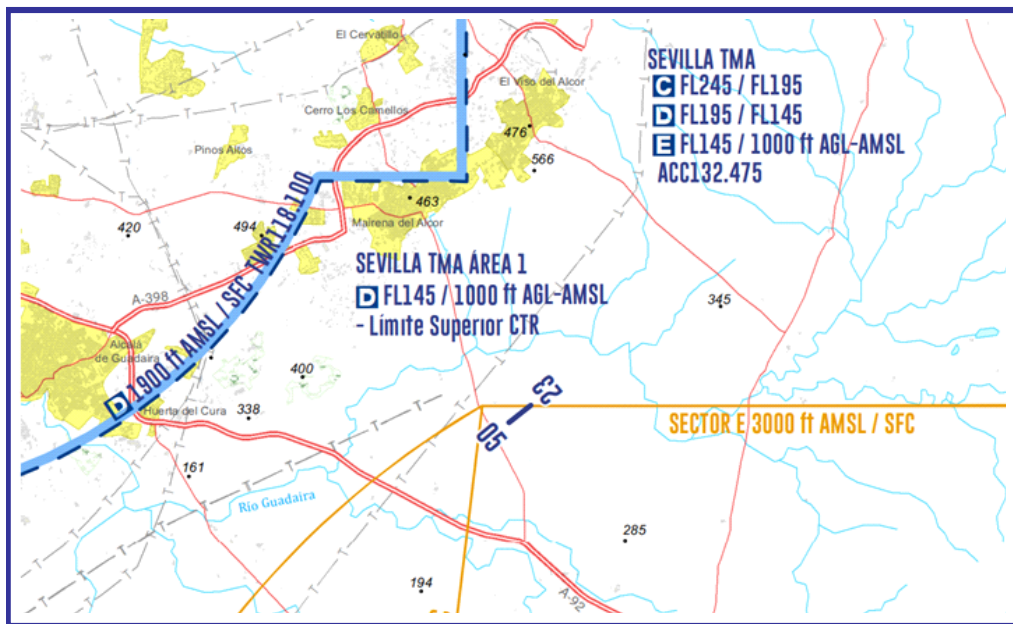 El Cervatillo
SEVILLA TMA
C FL245 / FL195
D FL195 / FL145
E FL145 / 1000 ft AGL-AMSL
ACC132.475
El Viso del Alcor
Cerro Los Camellos
476
Pinos Altos
566
463
420
494
Mairena del Alcor
D 1900 ft AMSL / SFC TWR118.100
SEVILLA TMA ÁREA 1
D FL145 / 1000 ft AGL-AMSL
- Límite Superior CTR
A-398
345
Alcalá
de Guadaira
400
23
05
Huerta del Cura
338
SECTOR E 3000 ft AMSL / SFC
161
Río Guadaira
285
194
A-92